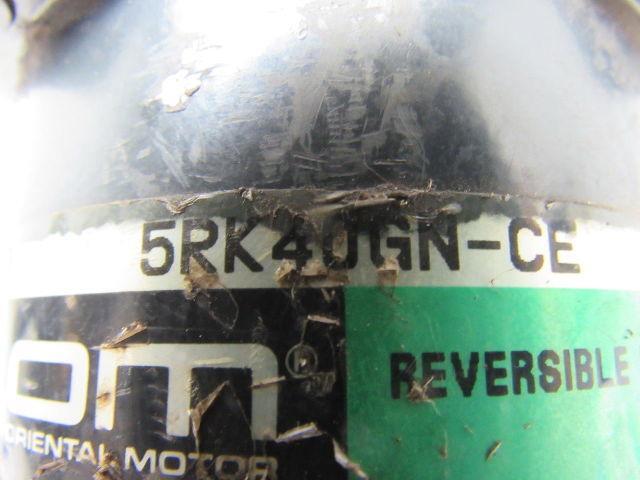 5RK40GN-CE
om
REVERSIBLE
ORIENTAL MOTOR